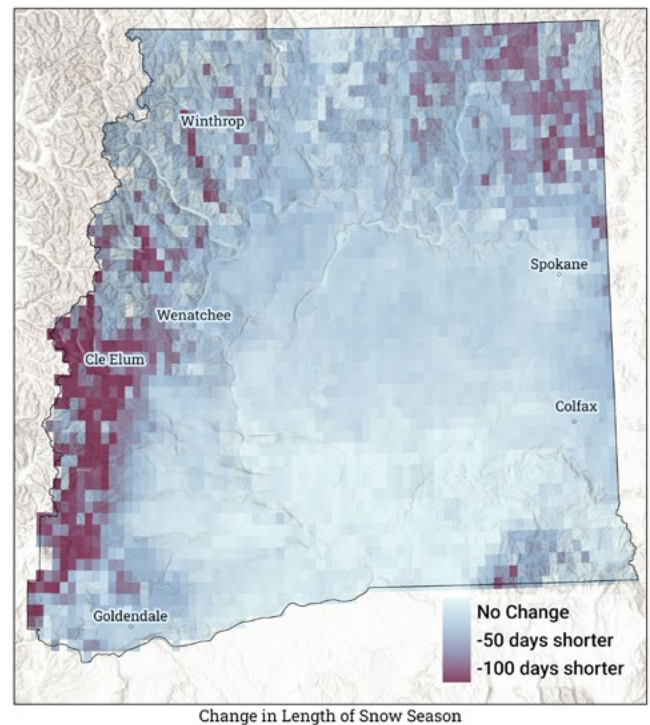 Winthrop
Spokane
Wenatchee
Cle Elum
Colfax
Goldendale
No Change
-50 days shorter
-100 days shorter
Change in Length of Snow Season